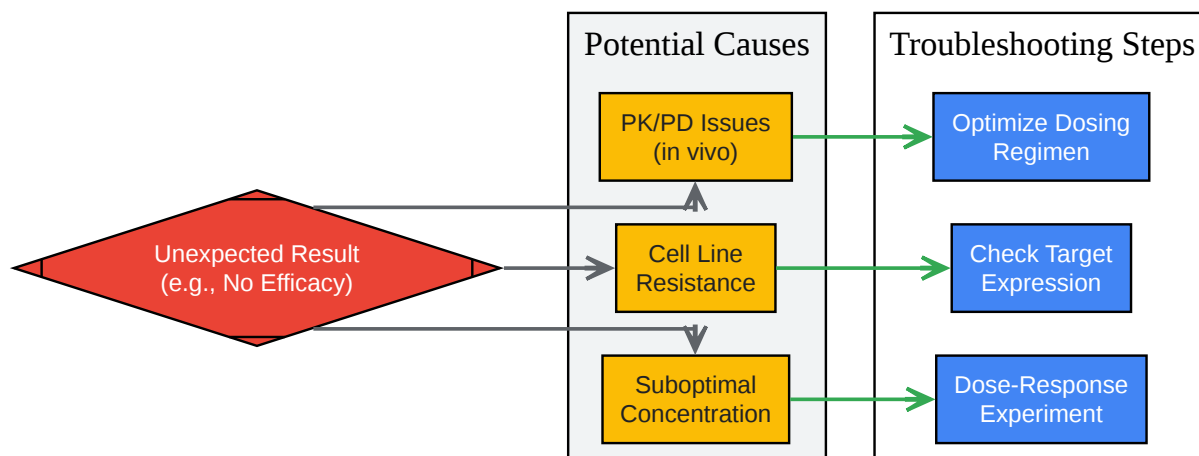 Potential Causes
Troubleshooting Steps
PK/PD Issues
(in vivo)
Optimize Dosing
Regimen
Unexpected Result
(e.g., No Efficacy)
Cell Line
Resistance
Check Target
Expression
Suboptimal
Concentration
Dose-Response
Experiment